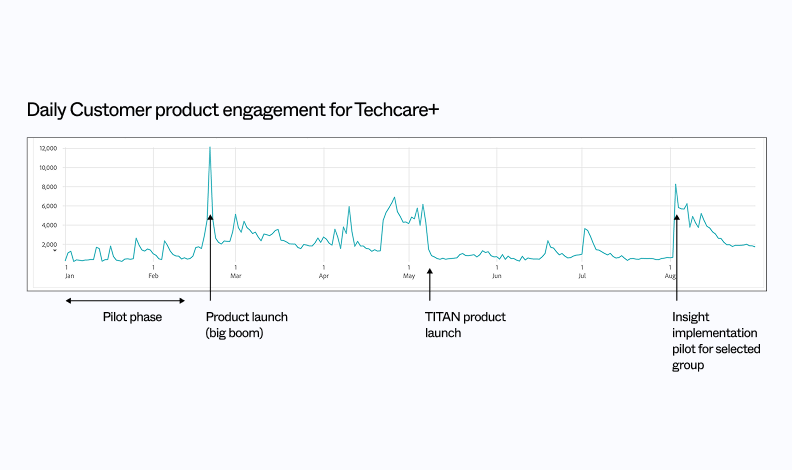 Daily Customer product engagement for Techcare+
12,000
10,000
8,000
6,000
4,000
2,000
1 1 1 1 1 1 1 1
Jan Feb Mar Apr May Jun Jul Aug
Pilot phase
Product launch
(big boom)
TITAN product
launch
Insight
implementation
pilot for selected
group